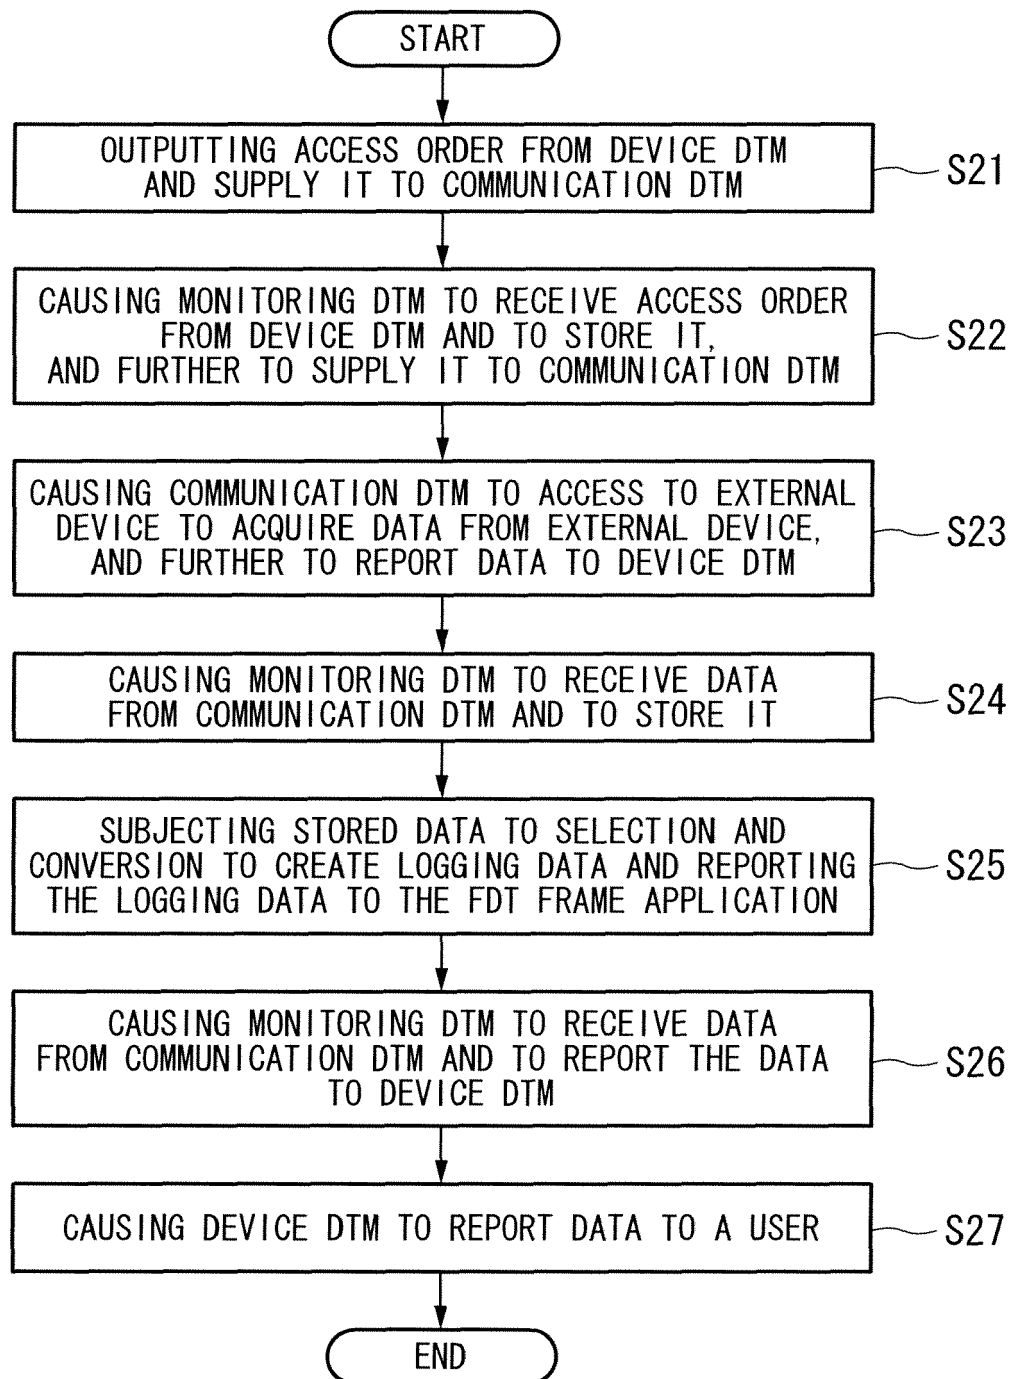 START
OUTPUTTING ACCESS ORDER FROM DEVICE DTM
AND SUPPLY IT TO COMMUNICATION DTM
S21
CAUSING MONITORING DTM TO RECEIVE ACCESS ORDER
FROM DEVICE DTM AND TO STORE IT,
AND FURTHER TO SUPPLY IT TO COMMUNICATION DTM
S22
CAUSING COMMUNICATION DTM TO ACCESS TO EXTERNAL
DEVICE TO ACQUIRE DATA FROM EXTERNAL DEVICE,
AND FURTHER TO REPORT DATA TO DEVICE DTM
S23
CAUSING MONITORING DTM TO RECEIVE DATA
FROM COMMUNICATION DTM AND TO STORE IT
S24
SUBJECTING STORED DATA TO SELECTION AND
CONVERSION TO CREATE LOGGING DATA AND REPORTING
THE LOGGING DATA TO THE FDT FRAME APPLICATION
S25
CAUSING MONITORING DTM TO RECEIVE DATA
FROM COMMUNICATION DTM AND TO REPORT THE DATA
TO DEVICE DTM
S26
CAUSING DEVICE DTM TO REPORT DATA TO A USER
S27
END